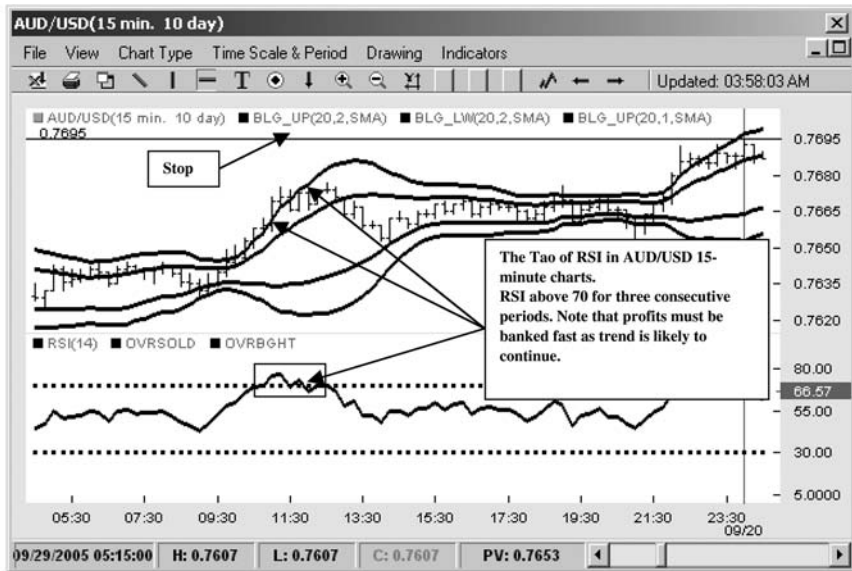 AUD/USD(15 min. 10 day)
File View Chart Type Time Scale & Period Drawing Indicators
T Updated: 03:58:03 AM
AUD/USD(15 min. 10 day) BLG_UP(20,2,SMA) BLG_LW(20,2,SMA) BLG_UP(20,1,SMA)
0.7695
Stop
0.7695
0.7680
0.7665
0.7650
0.7635
0.7620
The Tao of RSI in AUD/USD 15-
minute charts.
RSI above 70 for three consecutive
periods. Note that profits must be
banked fast as trend is likely to
continue.
RSI(14) OVRSOLD OVRBGHT
80.00
66.57
55.00
30.00
5.0000
05:30 07:30 09:30 11:30 13:30 15:30 17:30 19:30 21:30 23:30
09/20
09/29/2005 05:15:00 H: 0.7607 L: 0.7607 C: 0.7607 PV: 0.7653